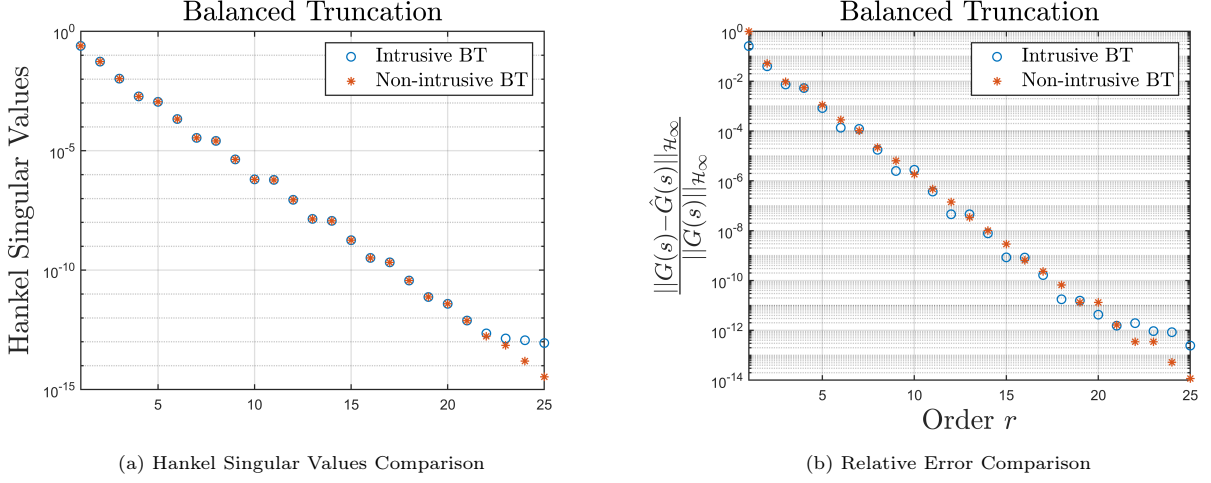 Balanced Truncation
Hankel Singular Values
10^0
10^-5
10^-10
10^-15
5 10 15 20 25
Intrusive BT
Non-intrusive BT
(a) Hankel Singular Values Comparison
Balanced Truncation
||G(s)−Ĝ(s)||_{H∞}
||G(s)||_{H∞}
10^0
10^-2
10^-4
10^-6
10^-8
10^-10
10^-12
10^-14
5 10 15 20 25
Order r
Intrusive BT
Non-intrusive BT
(b) Relative Error Comparison